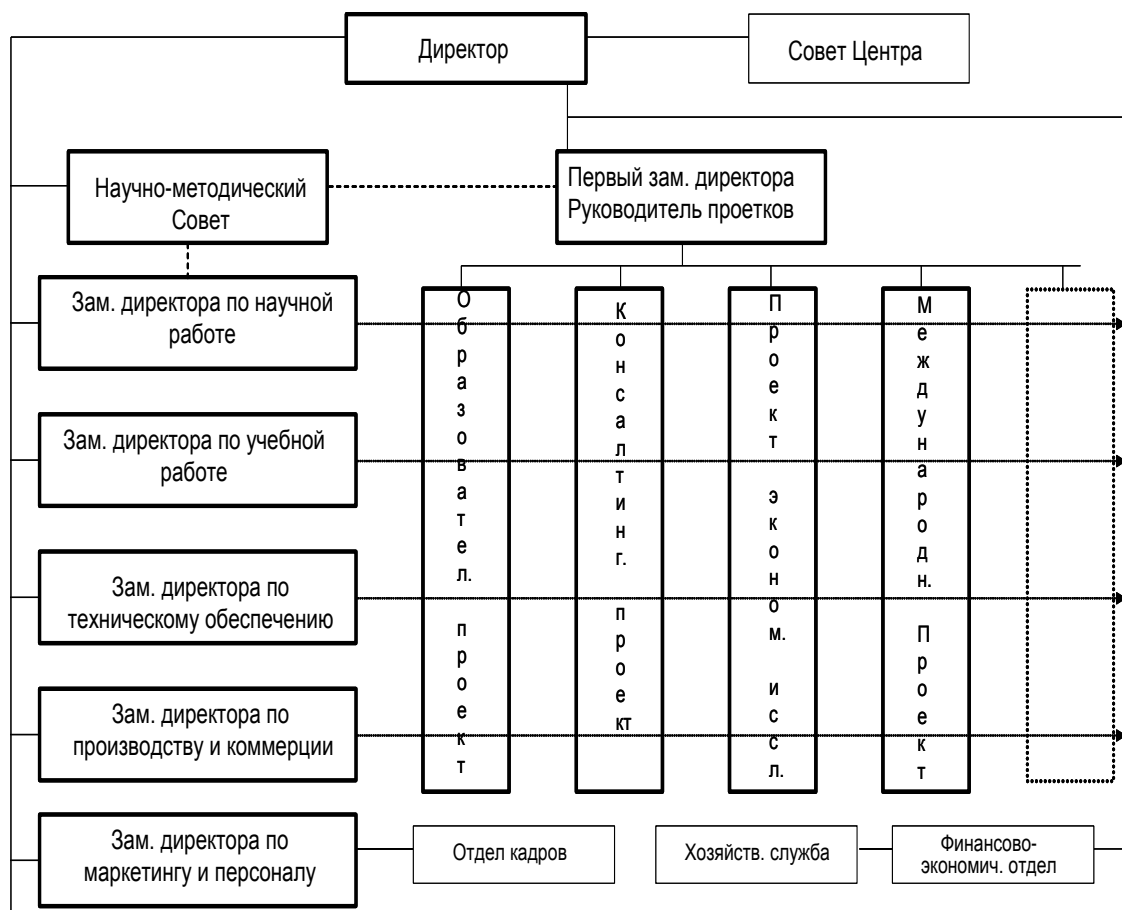 Директор
Совет Центра
Научно-методический
Совет
Первый зам. директора
Руководитель проетков
Зам. директора по научной
работе
Зам. директора по учебной
работе
Зам. директора по
техническому обеспечению
Зам. директора по
производству и коммерции
Зам. директора по
маркетингу и персоналу
Образовател. проект
Консалтинг. проект
Проект эконом. иссл.
Международн. Проект
Отдел кадров
Хозяйств. служба
Финансово-
экономич. отдел